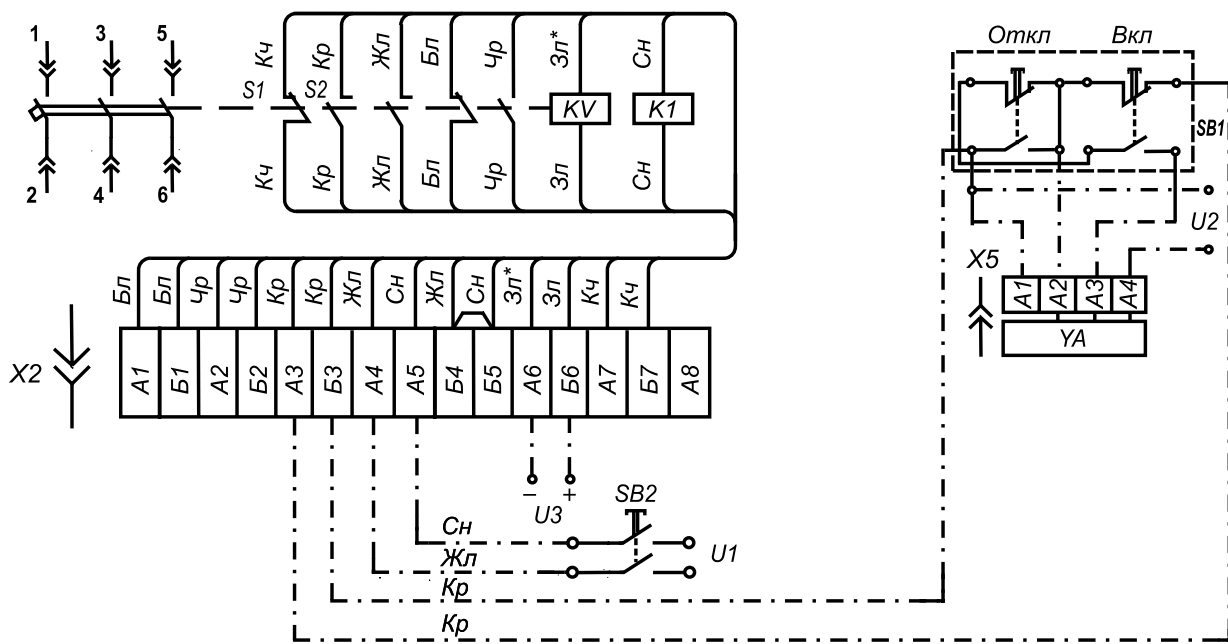 1 3 5
2 4 6
S1 S2
Кч Кр Жл Бл Чр Зл* Сн
KV K1
Кч Кр Жл Бл Чр Зл Сн
Откл Вкл
SB1
U2
X5
А1 А2 А3 А4
YA
Бл Бл Чр Чр Кр Кр Жл Сн Жл Сн Зл* Зл Кч Кч
X2
А1 Б1 А2 Б2 А3 Б3 А4 А5 Б4 Б5 А6 Б6 А7 Б7 А8
– +
U3
SB2
Сн
U1
Жл
Кр
Кр